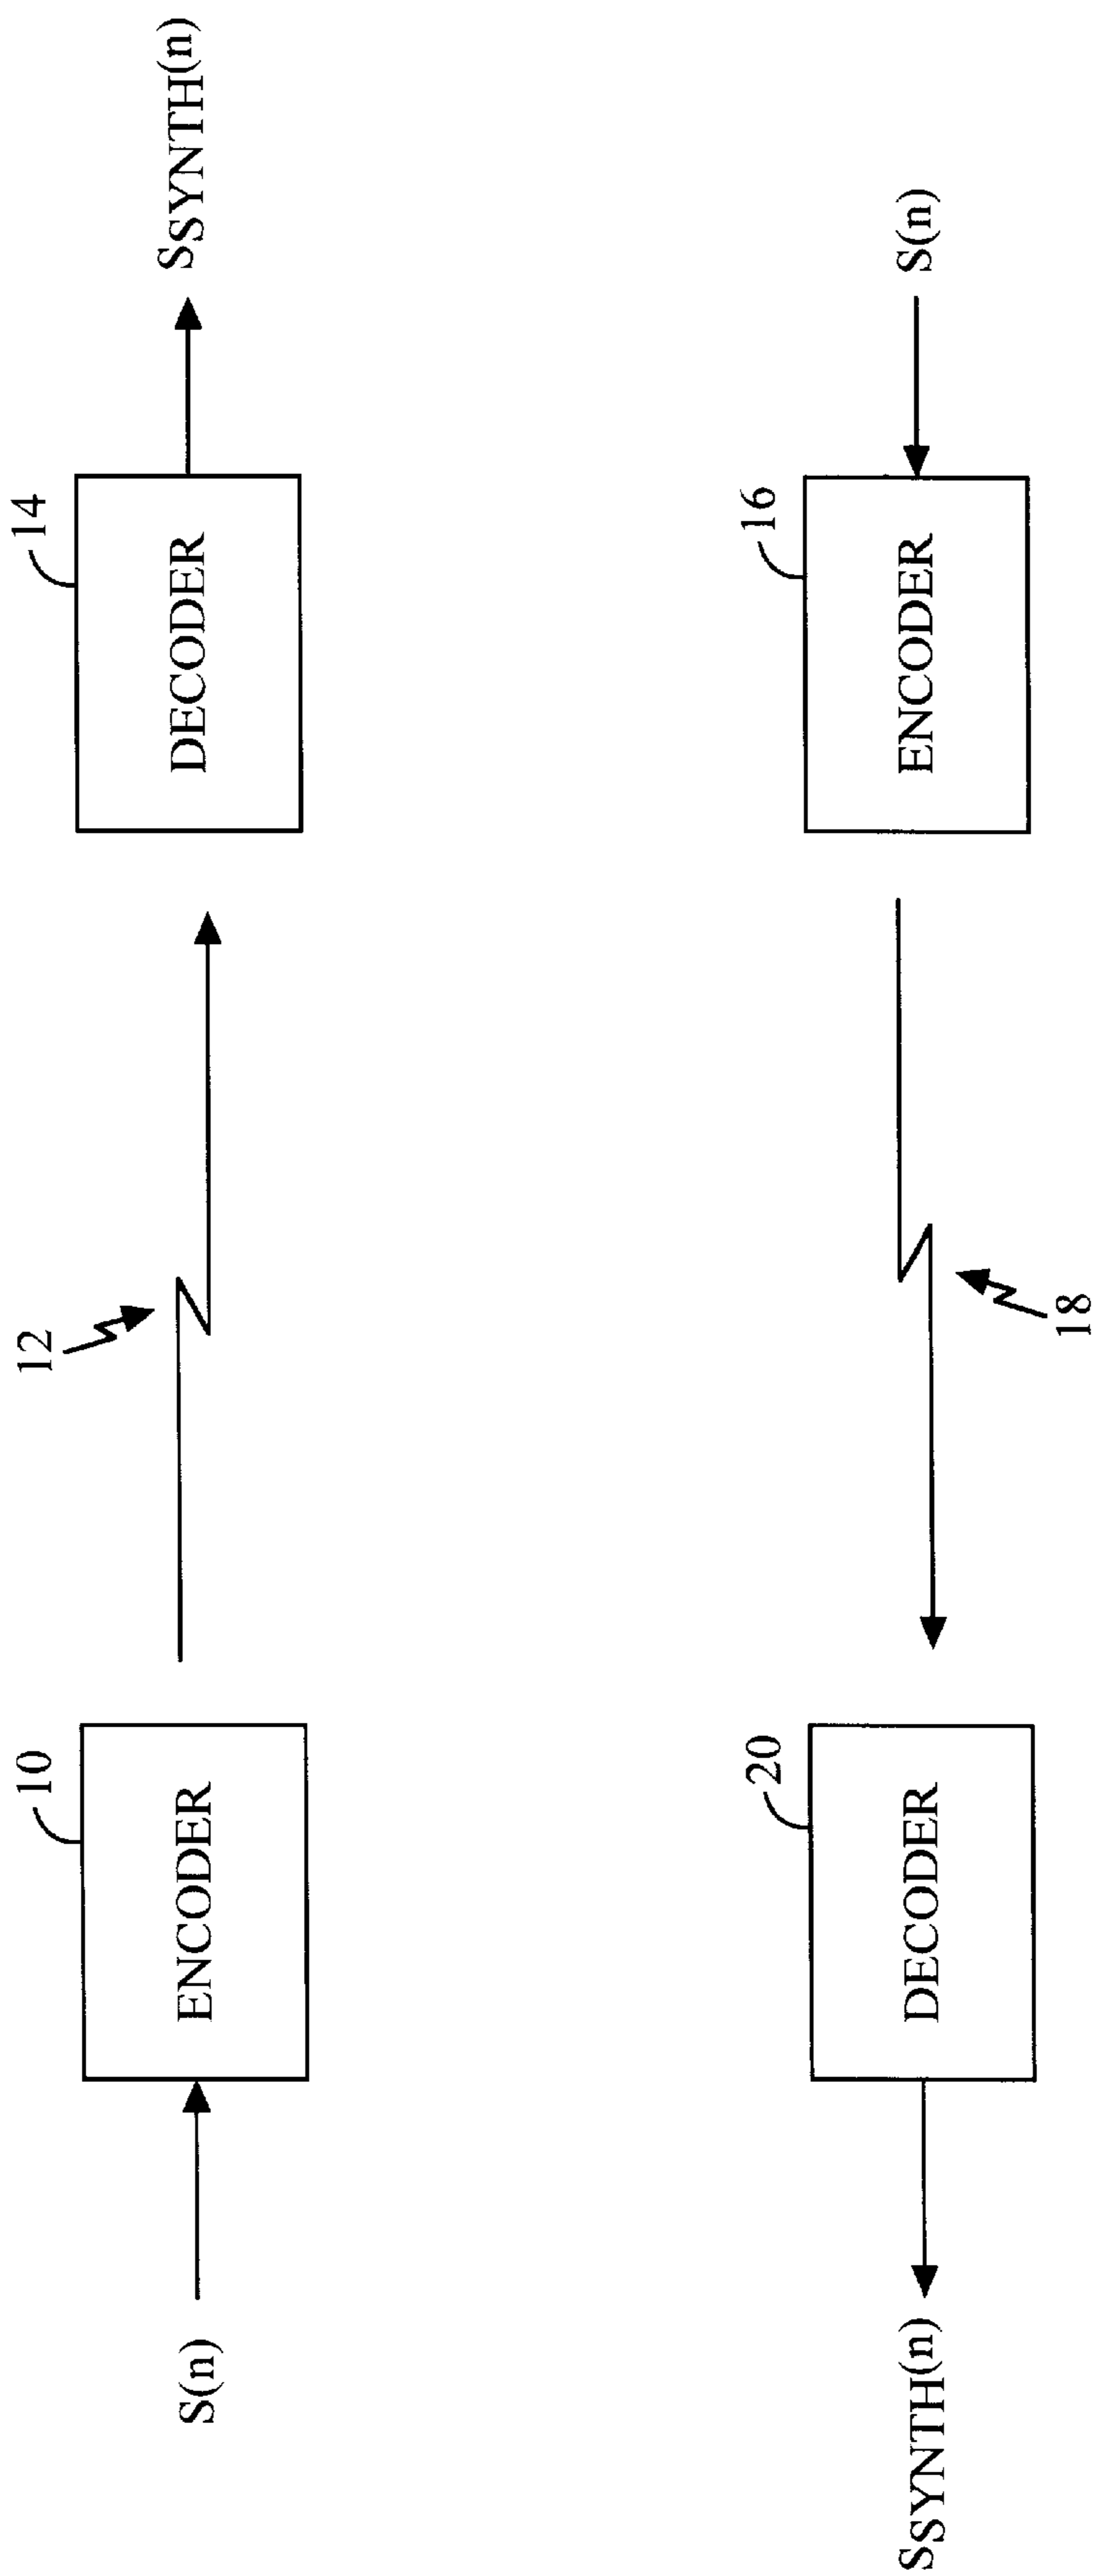 10
12
14
S(n)
ENCODER
DECODER
SSYNTH(n)
20
16
SSYNTH(n)
DECODER
ENCODER
S(n)
18